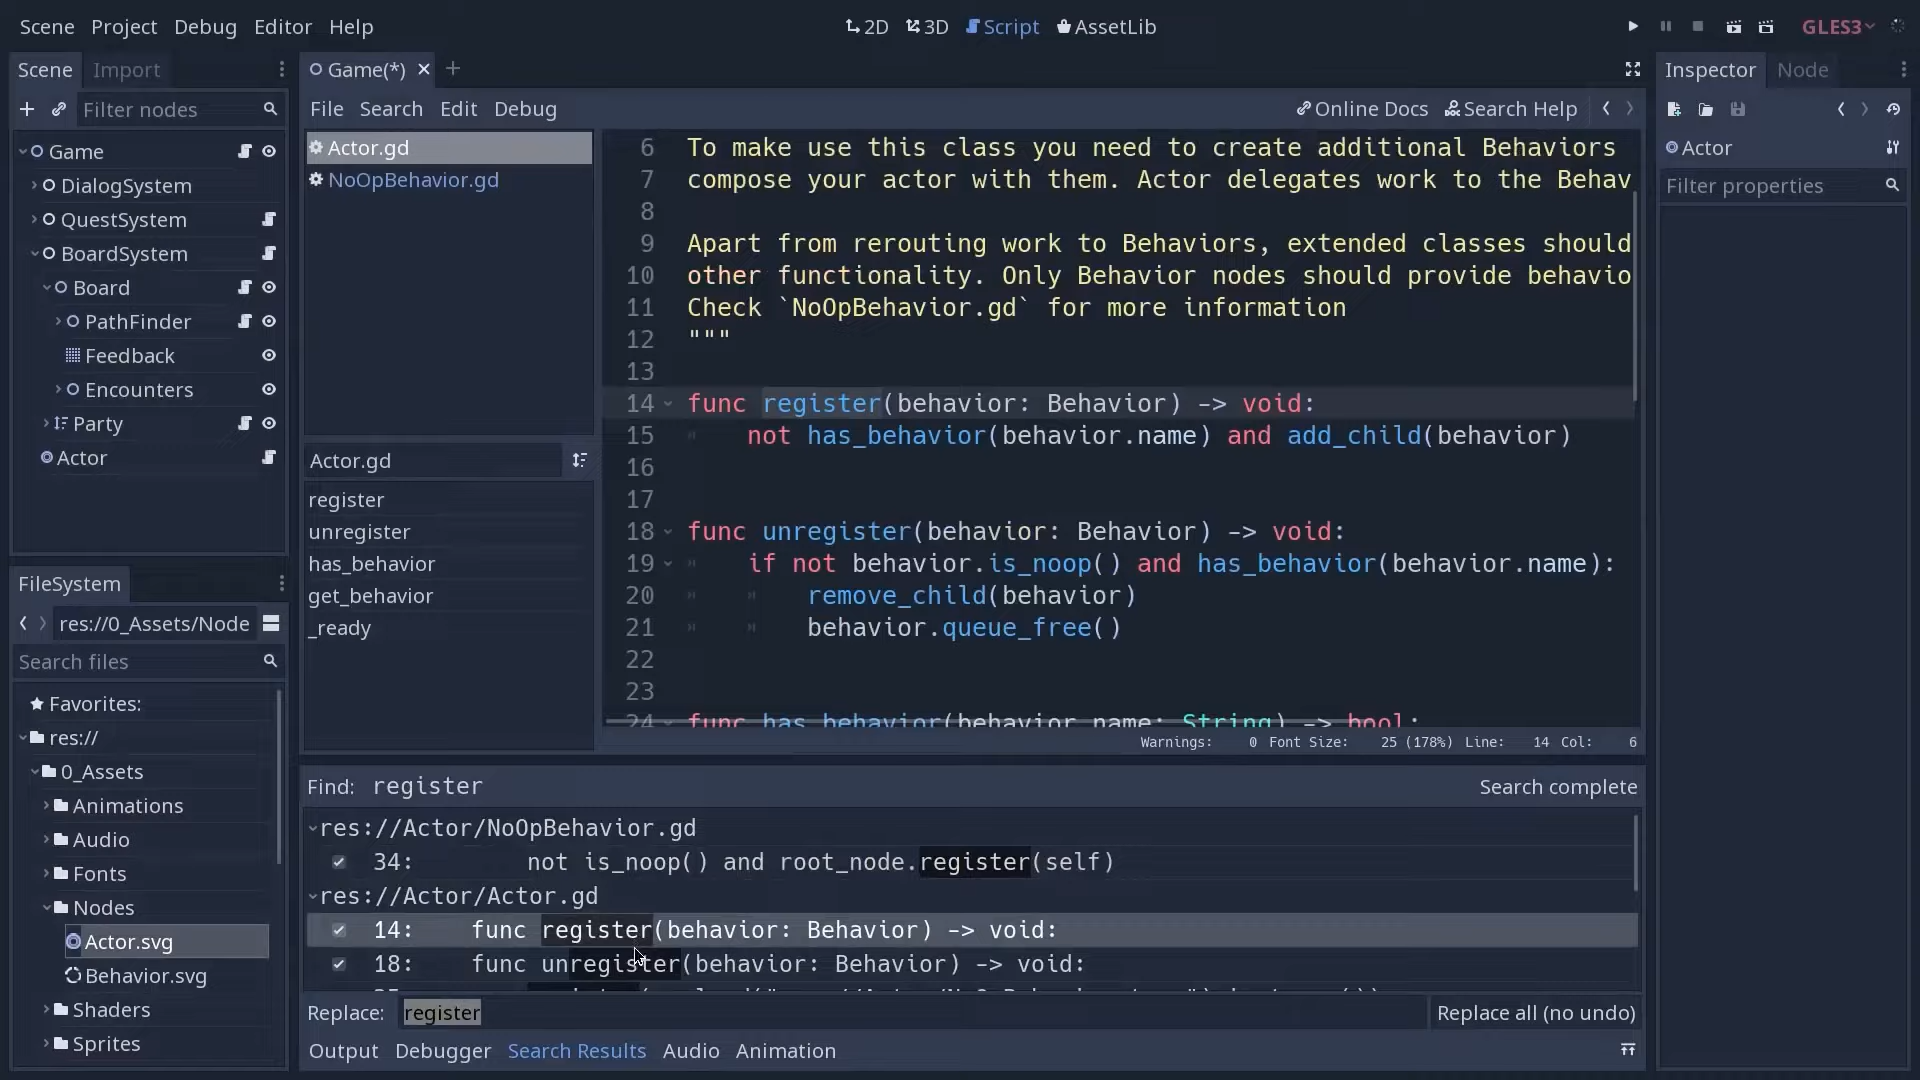 Scene Project Debug Editor Help
2D 3D Script AssetLib
GLES3
Scene Import
Filter nodes
Game
DialogSystem
QuestSystem
BoardSystem
Board
PathFinder
Feedback
Encounters
Party
Actor
FileSystem
res://0_Assets/Node
Search files
Favorites:
res://
0_Assets
Animations
Audio
Fonts
Nodes
Actor.svg
Behavior.svg
Shaders
Sprites
Game(*)
File Search Edit Debug
Online Docs Search Help
Actor.gd
NoOpBehavior.gd
Actor.gd
register
unregister
has_behavior
get_behavior
_ready
6 To make use this class you need to create additional Behaviors
7 compose your actor with them. Actor delegates work to the Behav
8
9 Apart from rerouting work to Behaviors, extended classes should
10 other functionality. Only Behavior nodes should provide behavio
11 Check `NoOpBehavior.gd` for more information
12 """
13
14 func register(behavior: Behavior) -> void:
15 not has_behavior(behavior.name) and add_child(behavior)
16
17
18 func unregister(behavior: Behavior) -> void:
19 if not behavior.is_noop() and has_behavior(behavior.name):
20 remove_child(behavior)
21 behavior.queue_free()
22
23
24 func has_behavior(behavior_name: String) -> bool:
Warnings: 0 Font Size: 25 (178%) Line: 14 Col: 6
Find: register Search complete
res://Actor/NoOpBehavior.gd
34: not is_noop() and root_node.register(self)
res://Actor/Actor.gd
14: func register(behavior: Behavior) -> void:
18: func unregister(behavior: Behavior) -> void:
Replace: register Replace all (no undo)
Output Debugger Search Results Audio Animation
Inspector Node
Actor
Filter properties